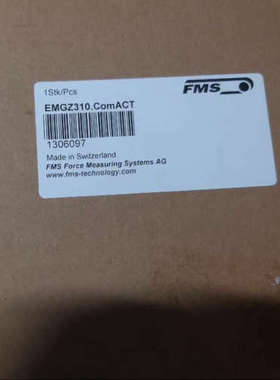 1Stk/Pcs
FMS
EMGZ310.ComACT
1306097
Made in Switzerland
FMS Force Measuring Systems AG
www.fms-technology.com